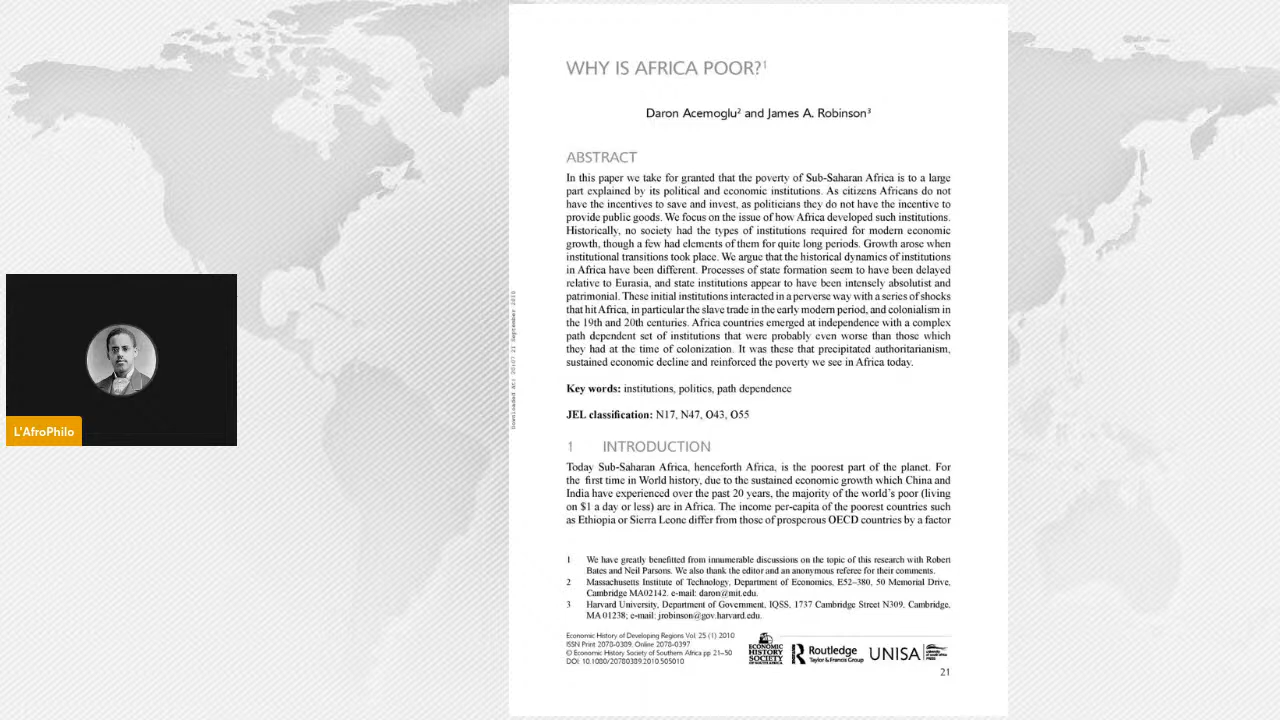 WHY IS AFRICA POOR?¹
Daron Acemoglu² and James A. Robinson³
ABSTRACT
In this paper we take for granted that the poverty of Sub-Saharan Africa is to a large
part explained by its political and economic institutions. As citizens Africans do not
have the incentives to save and invest, as politicians they do not have the incentive to
provide public goods. We focus on the issue of how Africa developed such institutions.
Historically, no society had the types of institutions required for modern economic
growth, though a few had elements of them for quite long periods. Growth arose when
institutional transitions took place. We argue that the historical dynamics of institutions
in Africa have been different. Processes of state formation seem to have been delayed
relative to Eurasia, and state institutions appear to have been intensely absolutist and
patrimonial. These initial institutions interacted in a perverse way with a series of shocks
that hit Africa, in particular the slave trade in the early modern period, and colonialism in
the 19th and 20th centuries. Africa countries emerged at independence with a complex
path dependent set of institutions that were probably even worse than those which
they had at the time of colonization. It was these that precipitated authoritarianism,
sustained economic decline and reinforced the poverty we see in Africa today.
Key words: institutions, politics, path dependence
JEL classification: N17, N47, O43, O55
1 INTRODUCTION
Today Sub-Saharan Africa, henceforth Africa, is the poorest part of the planet. For
the first time in World history, due to the sustained economic growth which China and
India have experienced over the past 20 years, the majority of the world's poor (living
on $1 a day or less) are in Africa. The income per-capita of the poorest countries such
as Ethiopia or Sierra Leone differ from those of prosperous OECD countries by a factor
1 We have greatly benefitted from innumerable discussions on the topic of this research with Robert
Bates and Neil Parsons. We also thank the editor and an anonymous referee for their comments.
2 Massachusetts Institute of Technology, Department of Economics, E52–380, 50 Memorial Drive,
Cambridge MA02142. e-mail: daron@mit.edu.
3 Harvard University, Department of Government, IQSS, 1737 Cambridge Street N309, Cambridge,
MA 01238; e-mail: jrobinson@gov.harvard.edu.
Economic History of Developing Regions Vol. 25 (1) 2010
ISSN Print 2078-0389, Online 2078-0397
© Economic History Society of Southern Africa pp 21–50
DOI: 10.1080/20780389.2010.505010
ECONOMIC
HISTORY
SOCIETY
OF SOUTHERN AFRICA
Routledge
Taylor & Francis Group
UNISA
21
Downloaded At: 20:07 21 September 2010
L'AfroPhilo